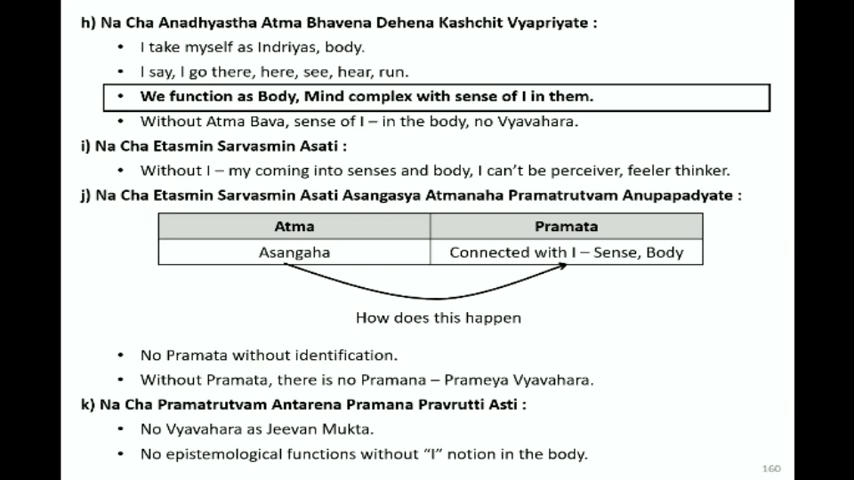 h) Na Cha Anadhyastha Atma Bhavena Dehena Kashchit Vyapriyate :
• I take myself as Indriyas, body.
• I say, I go there, here, see, hear, run.
• We function as Body, Mind complex with sense of I in them.
• Without Atma Bava, sense of I – in the body, no Vyavahara.
i) Na Cha Etasmin Sarvasmin Asati :
• Without I – my coming into senses and body, I can’t be perceiver, feeler thinker.
j) Na Cha Etasmin Sarvasmin Asati Asangasya Atmanaha Pramatrutvam Anupapadyate :
Atma Pramata
Asangaha Connected with I – Sense, Body
How does this happen
• No Pramata without identification.
• Without Pramata, there is no Pramana – Prameya Vyavahara.
k) Na Cha Pramatrutvam Antarena Pramana Pravrutti Asti :
• No Vyavahara as Jeevan Mukta.
• No epistemological functions without “I” notion in the body.
160